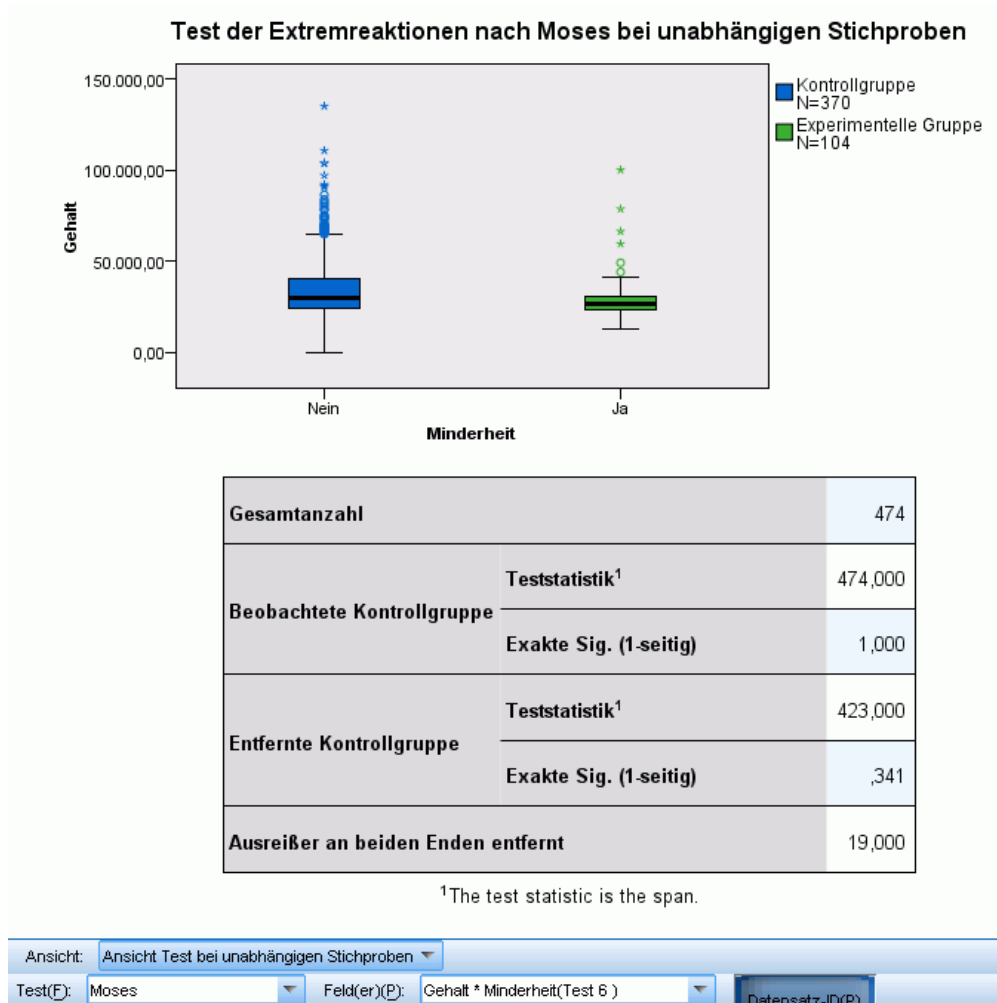 Test der Extremreaktionen nach Moses bei unabhängigen Stichproben
150.000,00
100.000,00
50.000,00
0,00
Gehalt
Nein
Ja
Minderheit
Kontrollgruppe
N=370
Experimentelle Gruppe
N=104
Gesamtanzahl 474
Beobachtete Kontrollgruppe
Teststatistik¹ 474,000
Exakte Sig. (1-seitig) 1,000
Entfernte Kontrollgruppe
Teststatistik¹ 423,000
Exakte Sig. (1-seitig) ,341
Ausreißer an beiden Enden entfernt 19,000
¹The test statistic is the span.
Ansicht: Ansicht Test bei unabhängigen Stichproben
Test(F): Moses Feld(er)(P): Gehalt * Minderheit(Test 6 ) Datensatz-ID(P)